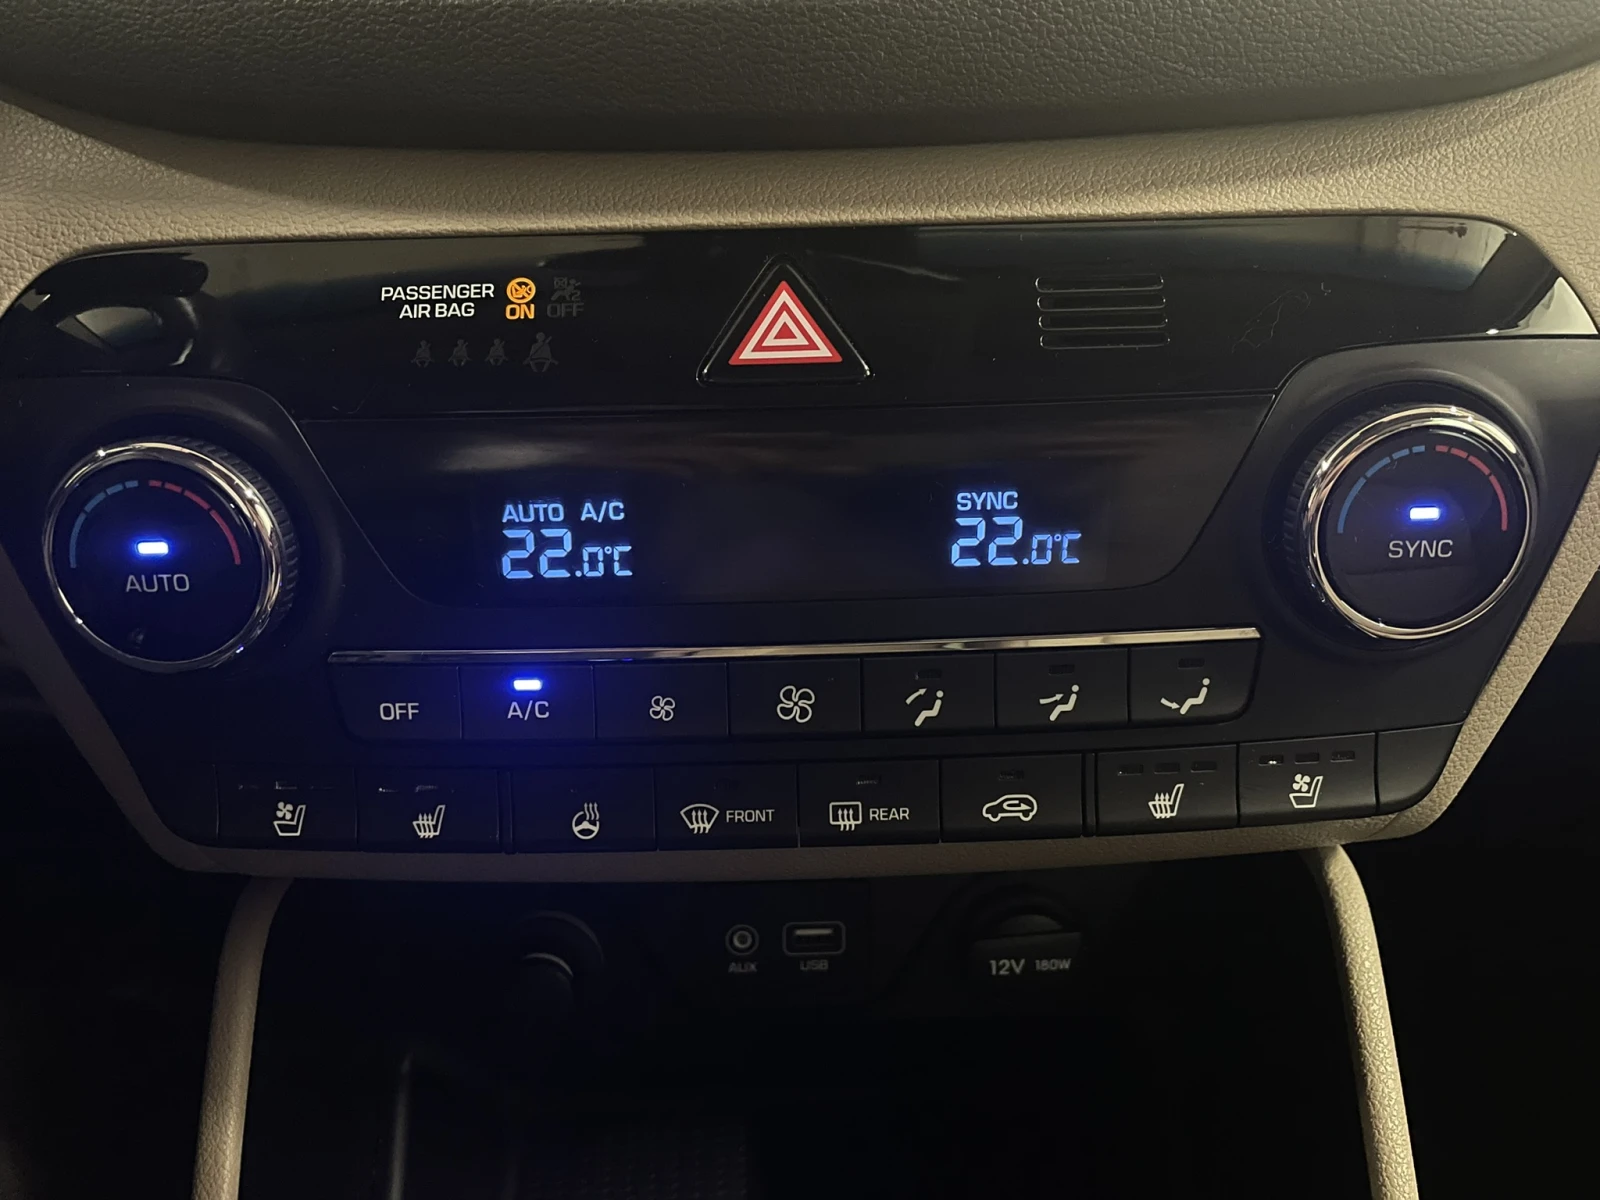 PASSENGER
AIR BAG
ON
OFF
AUTO A/C
22.0°C
SYNC
22.0°C
AUTO
SYNC
OFF
A/C
FRONT
REAR
AUX
USB
12V 180W